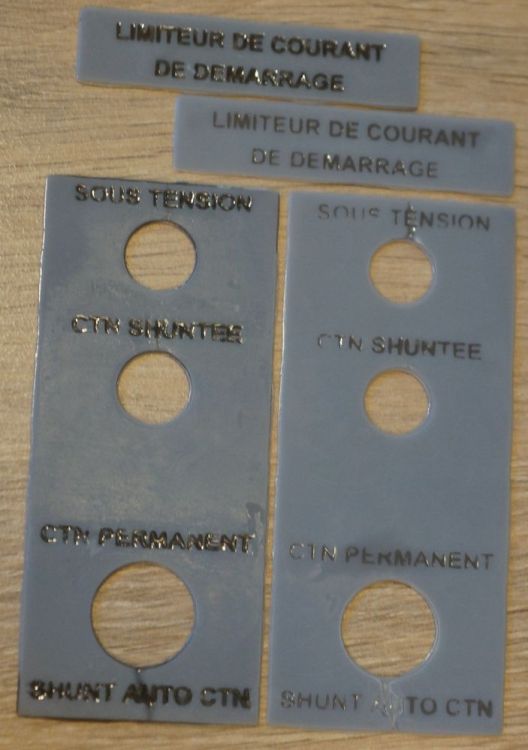 LIMITEUR DE COURANT
DE DEMARRAGE
LIMITEUR DE COURANT
DE DEMARRAGE
SOUS TENSION
CTN SHUNTEE
CTN PERMANENT
SHUNT AUTO CTN
SOUS TENSION
CTN SHUNTEE
CTN PERMANENT
SHUNT AUTO CTN